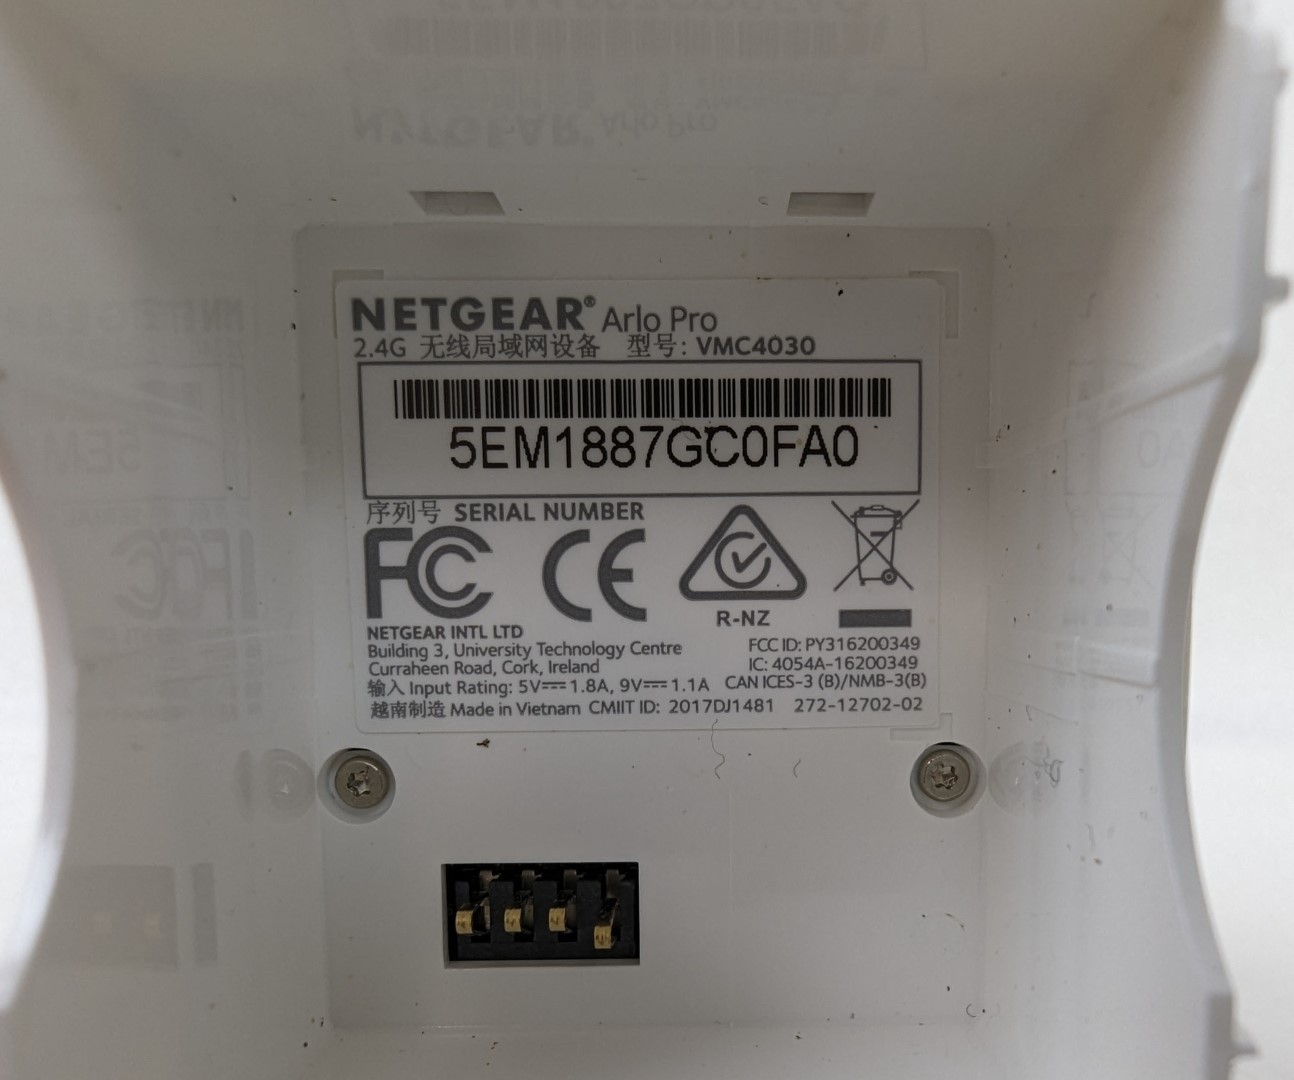 NETGEAR® Arlo Pro
2.4G 无线局域网设备 型号: VMC4030
5EM1887GC0FA0
序列号 SERIAL NUMBER
FC CE
R-NZ
NETGEAR INTL LTD
Building 3, University Technology Centre
Curraheen Road, Cork, Ireland
FCC ID: PY316200349
IC: 4054A-16200349
输入 Input Rating: 5V⎓1.8A, 9V⎓1.1A CAN ICES-3 (B)/NMB-3(B)
越南制造 Made in Vietnam CMIIT ID: 2017DJ1481 272-12702-02